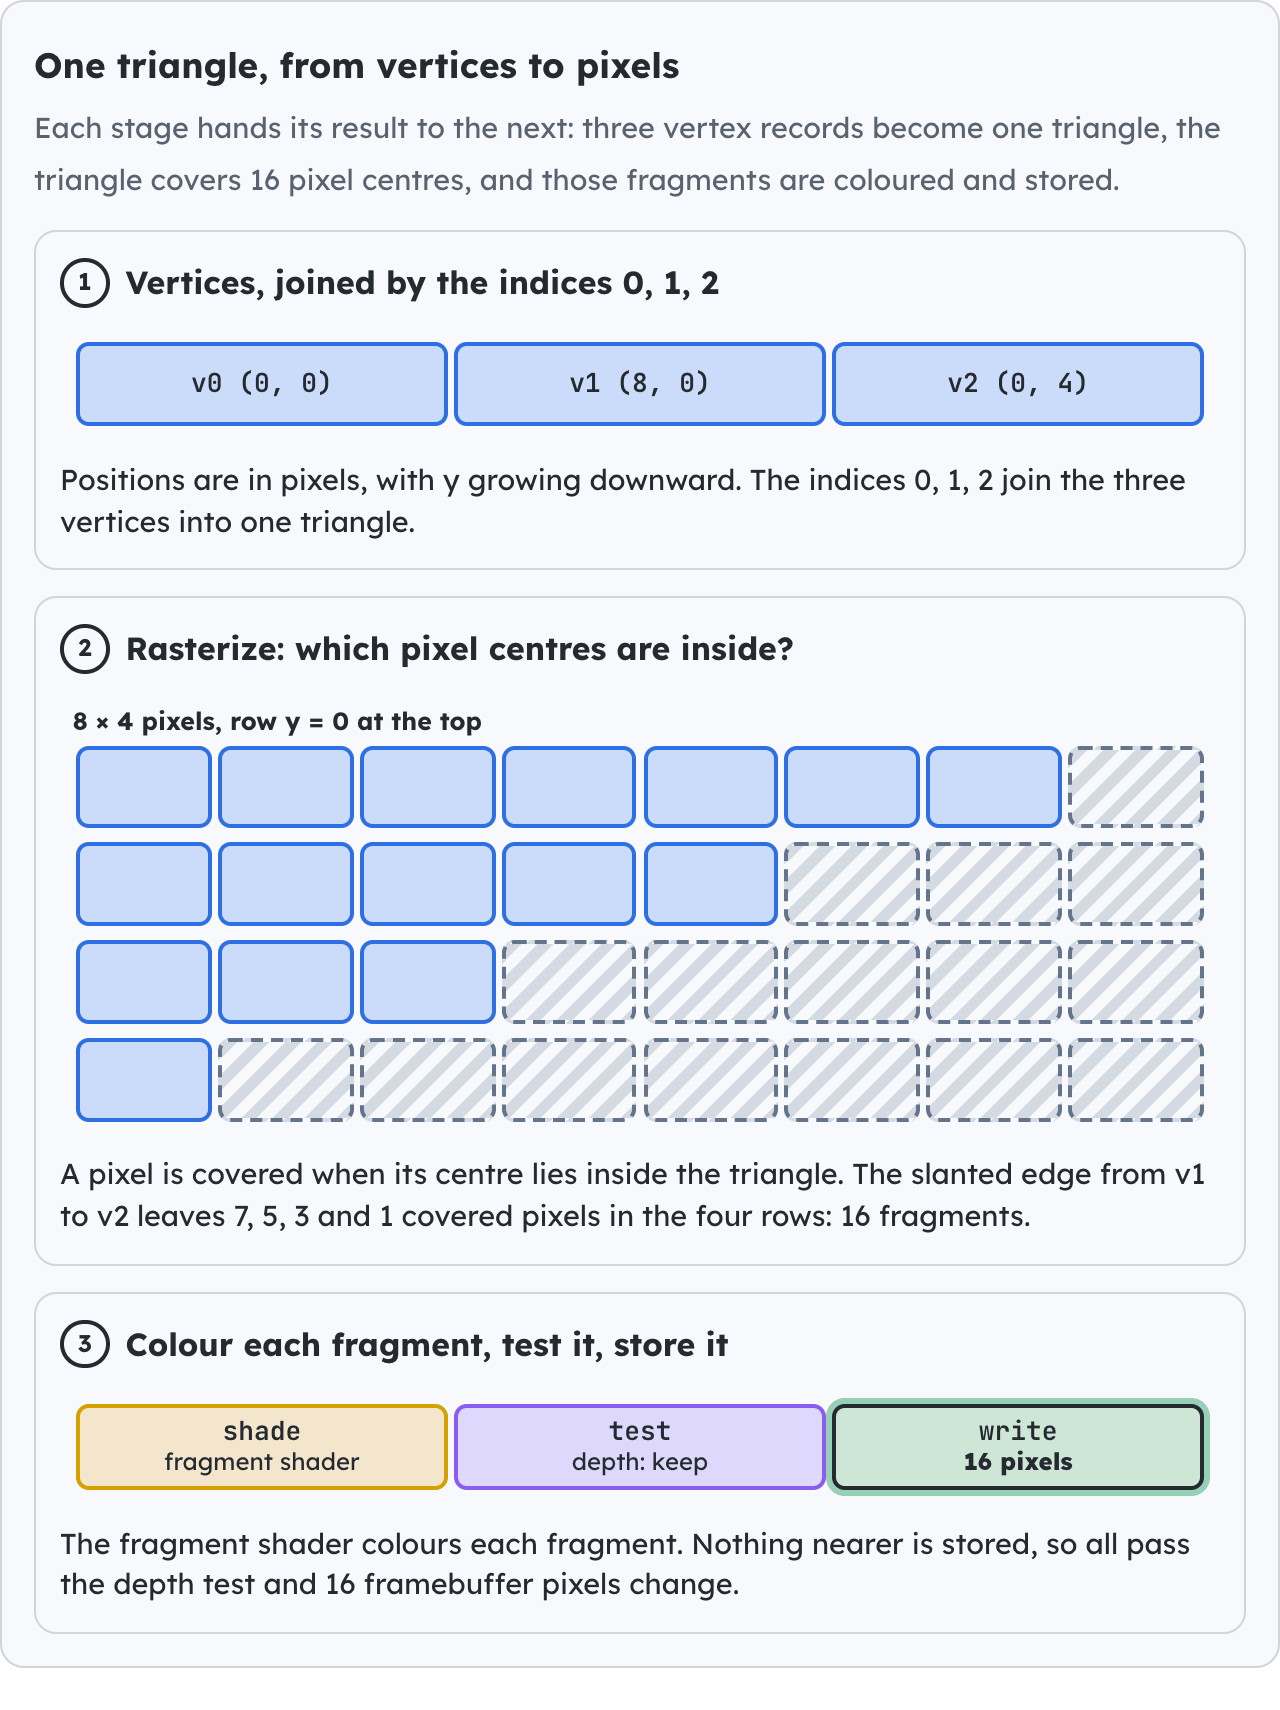 One triangle, from vertices to pixels
Each stage hands its result to the next: three vertex records become one triangle, the
triangle covers 16 pixel centres, and those fragments are coloured and stored.
1 Vertices, joined by the indices 0, 1, 2
v0 (0, 0) v1 (8, 0) v2 (0, 4)
Positions are in pixels, with y growing downward. The indices 0, 1, 2 join the three
vertices into one triangle.
2 Rasterize: which pixel centres are inside?
8 × 4 pixels, row y = 0 at the top
A pixel is covered when its centre lies inside the triangle. The slanted edge from v1
to v2 leaves 7, 5, 3 and 1 covered pixels in the four rows: 16 fragments.
3 Colour each fragment, test it, store it
shade test write
fragment shader depth: keep 16 pixels
The fragment shader colours each fragment. Nothing nearer is stored, so all pass
the depth test and 16 framebuffer pixels change.